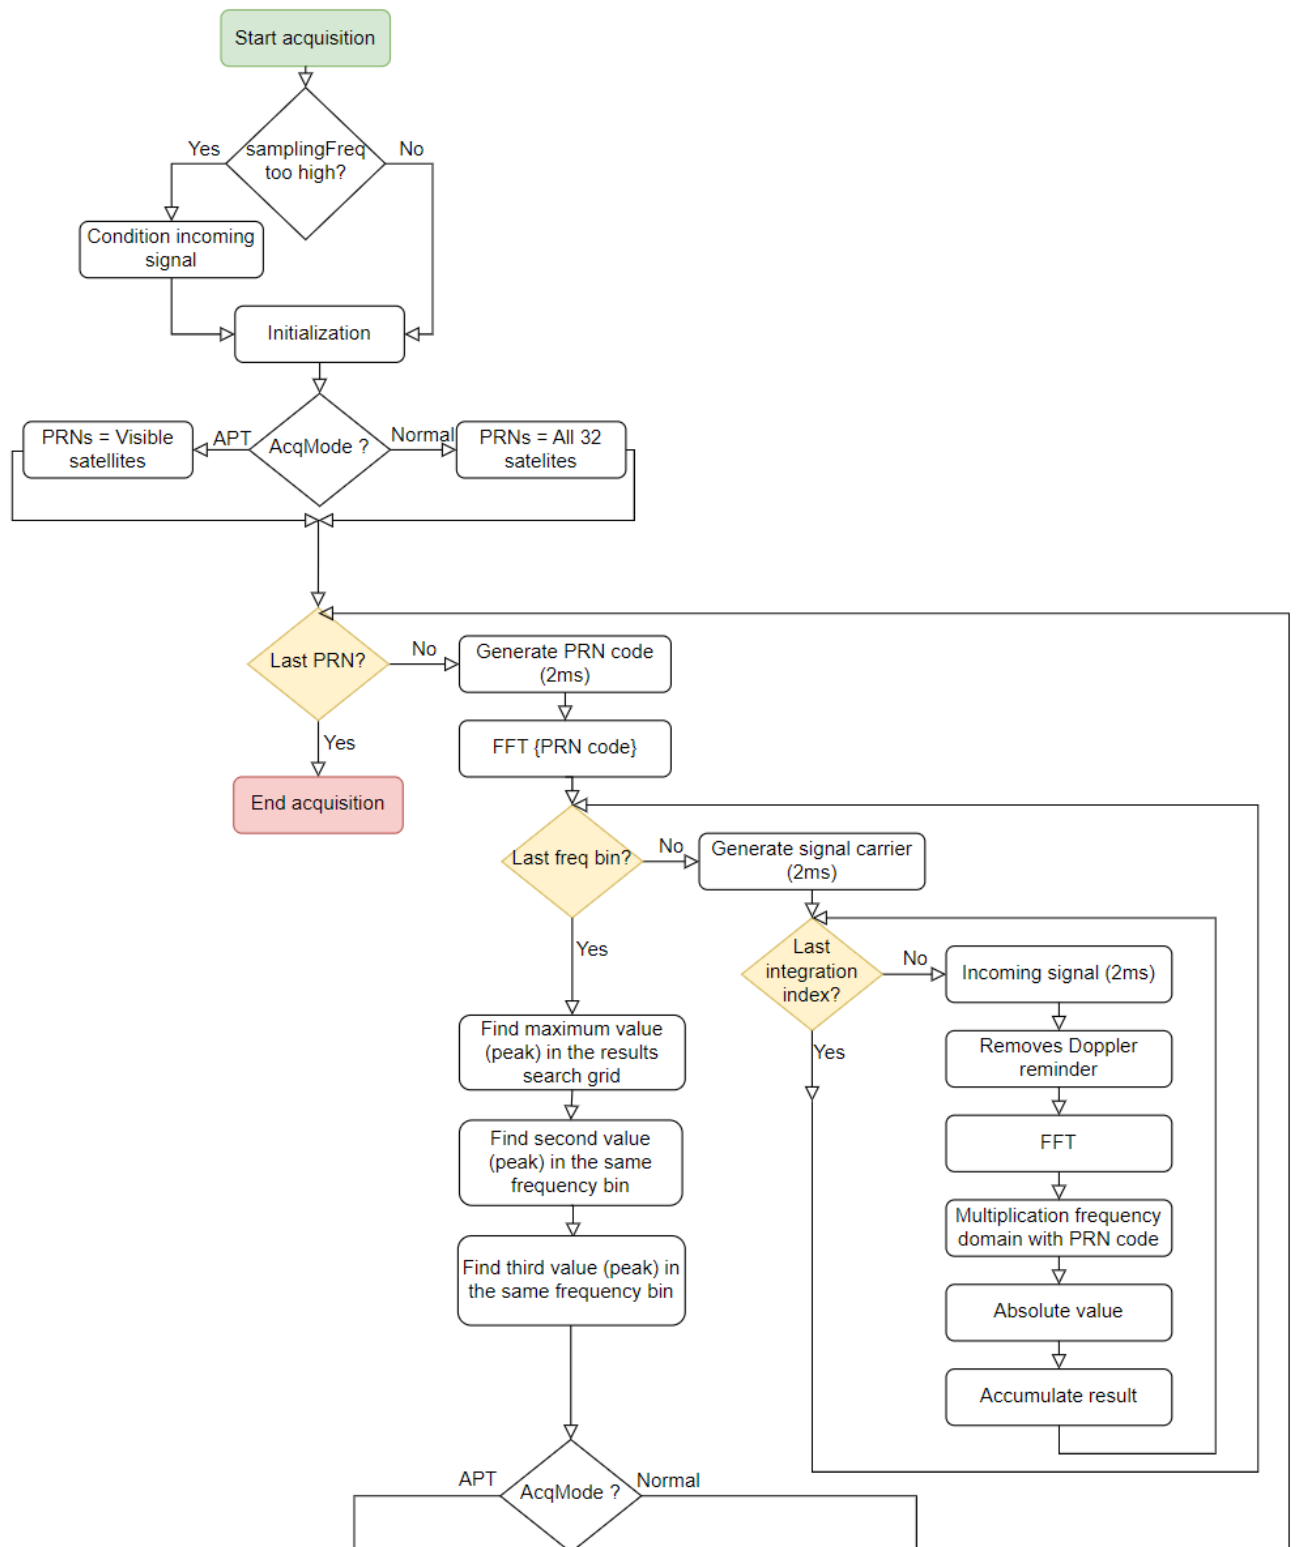 Start acquisition
Yes
samplingFreq
too high?
No
Condition incoming
signal
Initialization
PRNs = Visible
satellites
APT
AcqMode ?
Normal
PRNs = All 32
satelites
Last PRN?
No
Generate PRN code
(2ms)
Yes
FFT {PRN code}
End acquisition
Last freq bin?
No
Generate signal carrier
(2ms)
Yes
Last
integration
index?
No
Incoming signal (2ms)
Yes
Removes Doppler
reminder
FFT
Multiplication frequency
domain with PRN code
Absolute value
Accumulate result
Find maximum value
(peak) in the results
search grid
Find second value
(peak) in the same
frequency bin
Find third value (peak) in
the same frequency bin
APT
AcqMode ?
Normal